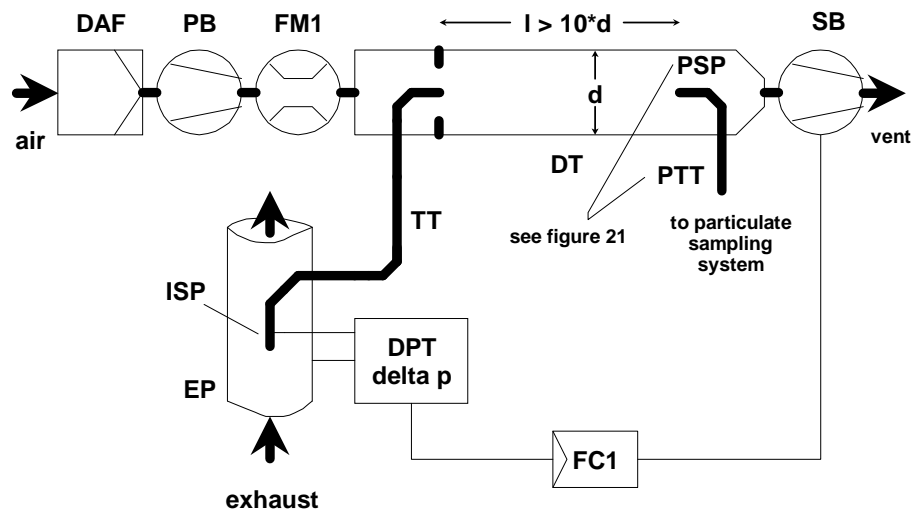 DAF
PB
FM1
l > 10*d
SB
air
d
PSP
vent
DT
PTT
TT
see figure 21
to particulate
sampling
system
ISP
DPT
delta p
EP
FC1
exhaust